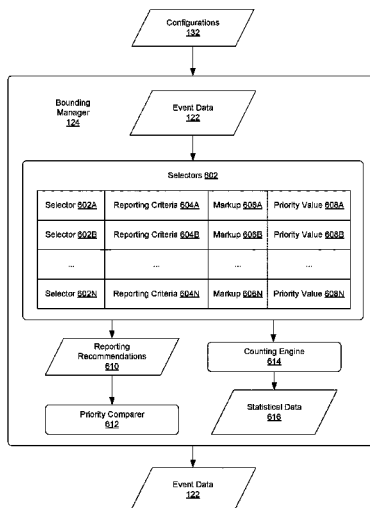 Configurations
132
Bounding
Manager
124
Event Data
122
Selectors 602
Selector 602A Reporting Criteria 604A Markup 606A Priority Value 608A
Selector 602B Reporting Criteria 604B Markup 606B Priority Value 608B
... ... ... ...
Selector 602N Reporting Criteria 604N Markup 606N Priority Value 608N
Reporting
Recommendations
610
Counting Engine
614
Priority Comparer
612
Statistical Data
616
Event Data
122